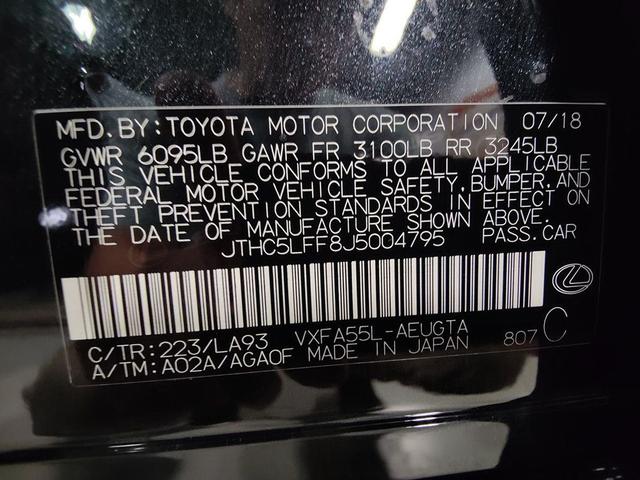 MFD. BY: TOYOTA MOTOR CORPORATION 07/18
GVWR 6095LB GAWR FR 3100LB RR 3245LB
THIS VEHICLE CONFORMS TO ALL APPLICABLE
FEDERAL MOTOR VEHICLE SAFETY, BUMPER, AND
THEFT PREVENTION STANDARDS IN EFFECT ON
THE DATE OF MANUFACTURE SHOWN ABOVE.
JTHC5LFF8J5004795 PASS. CAR
C/TR: 223/LA93 VXFA55L-AEUGTA
A/TM: A02A/AGA0F MADE IN JAPAN 807 C